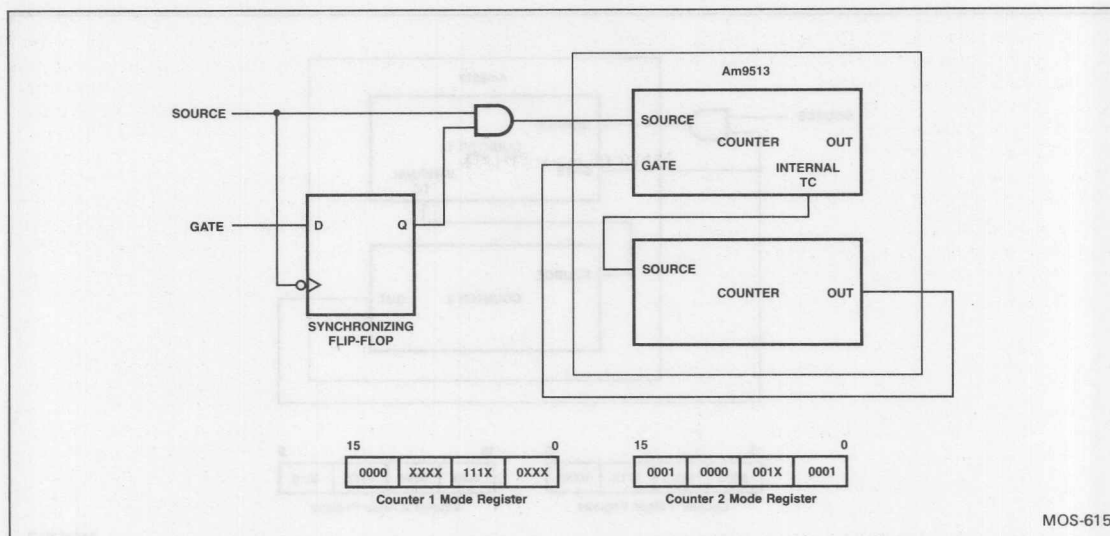 Am9513
SOURCE
SOURCE
COUNTER OUT
GATE
INTERNAL
TC
GATE
D Q
SOURCE
COUNTER OUT
SYNCHRONIZING
FLIP-FLOP
15 0
0000 XXXX 111X 0XXX
Counter 1 Mode Register
15 0
0001 0000 001X 0001
Counter 2 Mode Register
MOS-615